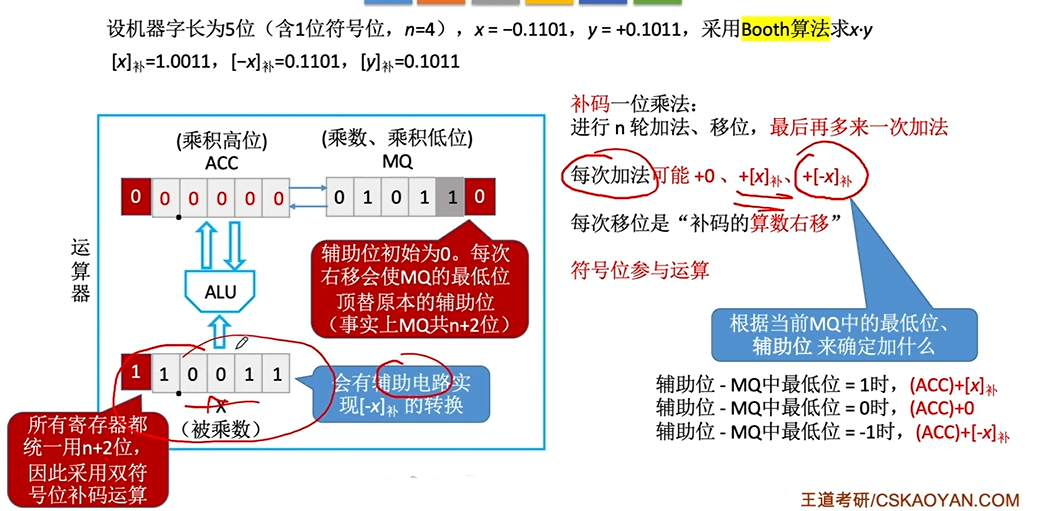 设机器字长为5位（含1位符号位，n=4），x = −0.1101，y = +0.1011，采用Booth算法求x·y
[x]补=1.0011，[−x]补=0.1101，[y]补=0.1011
补码一位乘法：
进行 n 轮加法、移位，最后再多来一次加法
每次加法可能 +0 、+[x]补、+[-x]补
每次移位是“补码的算数右移”
符号位参与运算
(乘积高位)
ACC
(乘数、乘积低位)
MQ
0 0 0 0 0 0
0 1 0 1 1 0
运算器
ALU
辅助位初始为0。每次
右移会使MQ的最低位
顶替原本的辅助位
（事实上MQ共n+2位）
1 1 0 0 1 1
X
（被乘数）
会有辅助电路实
现[-x]补 的转换
所有寄存器都
统一用n+2位，
因此采用双符
号位补码运算
根据当前MQ中的最低位、
辅助位 来确定加什么
辅助位 - MQ中最低位 = 1时，(ACC)+[x]补
辅助位 - MQ中最低位 = 0时，(ACC)+0
辅助位 - MQ中最低位 = -1时，(ACC)+[-x]补
王道考研/CSKAOYAN.COM